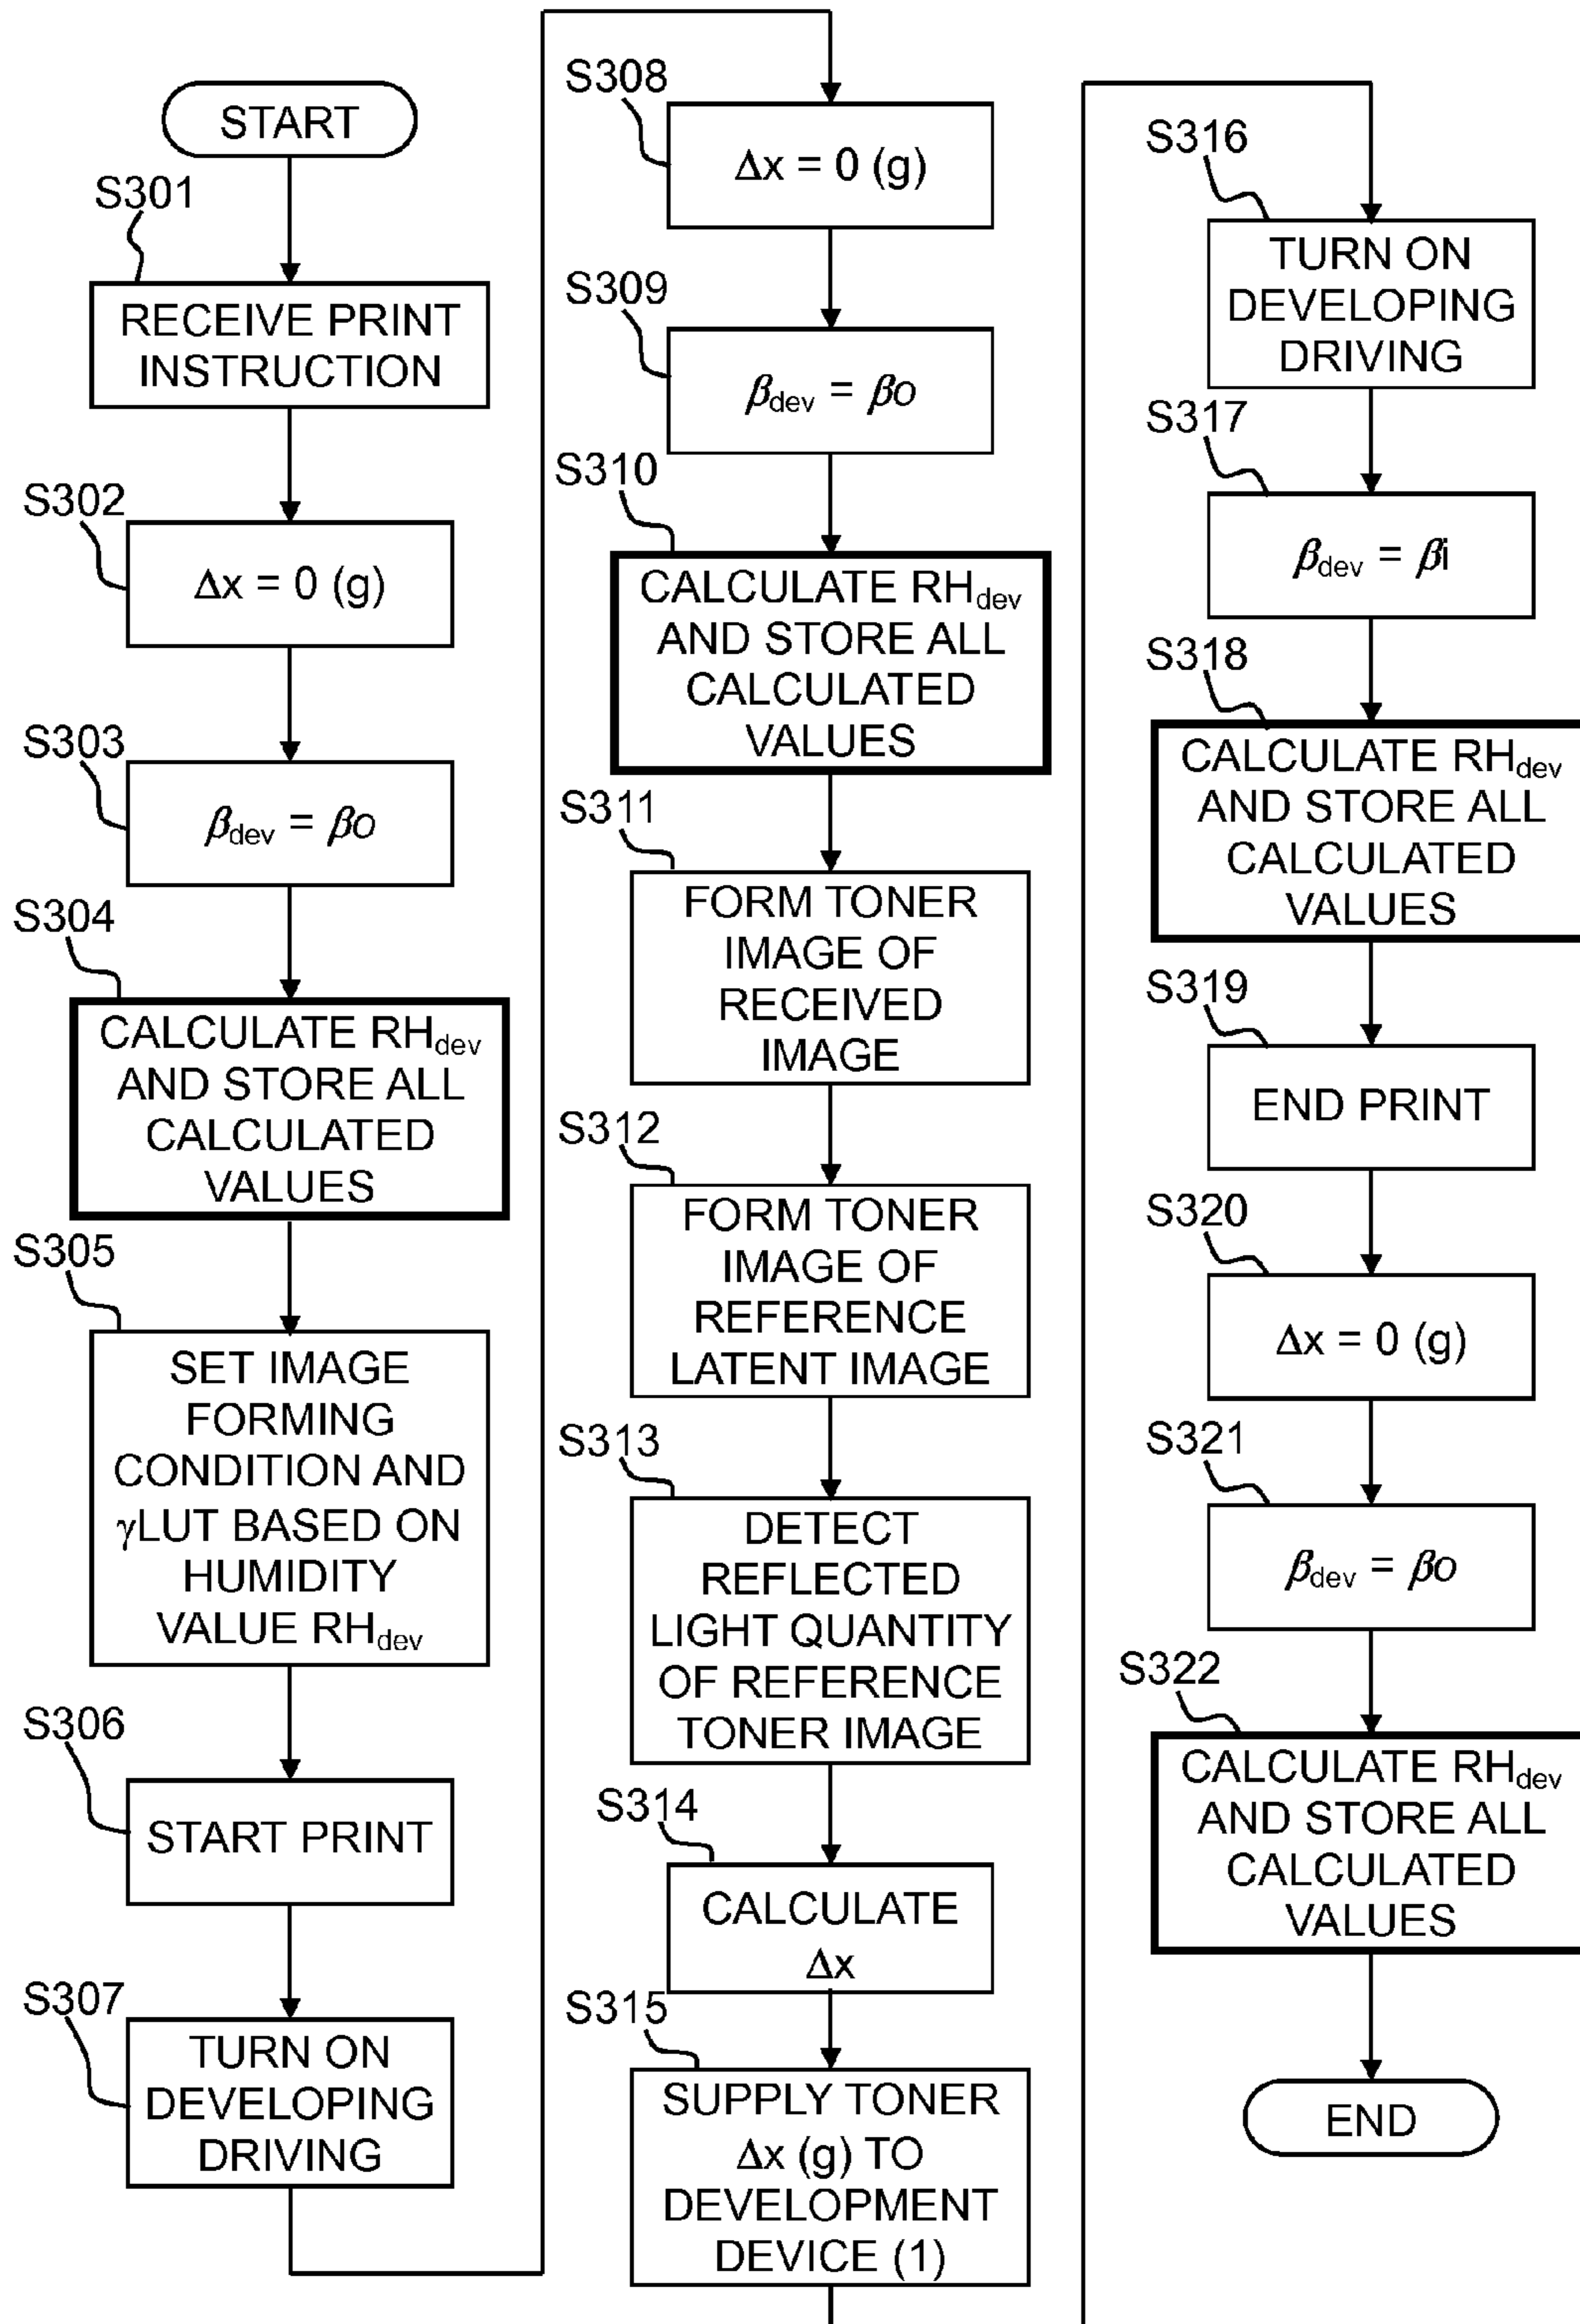 START
S301
RECEIVE PRINT
INSTRUCTION
S302
Δx = 0 (g)
S303
βdev = βo
S304
CALCULATE RHdev
AND STORE ALL
CALCULATED
VALUES
S305
SET IMAGE
FORMING
CONDITION AND
γLUT BASED ON
HUMIDITY
VALUE RHdev
S306
START PRINT
S307
TURN ON
DEVELOPING
DRIVING
S308
Δx = 0 (g)
S309
βdev = βo
S310
CALCULATE RHdev
AND STORE ALL
CALCULATED
VALUES
S311
FORM TONER
IMAGE OF
RECEIVED
IMAGE
S312
FORM TONER
IMAGE OF
REFERENCE
LATENT IMAGE
S313
DETECT
REFLECTED
LIGHT QUANTITY
OF REFERENCE
TONER IMAGE
S314
CALCULATE
Δx
S315
SUPPLY TONER
Δx (g) TO
DEVELOPMENT
DEVICE (1)
S316
TURN ON
DEVELOPING
DRIVING
S317
βdev = βi
S318
CALCULATE RHdev
AND STORE ALL
CALCULATED
VALUES
S319
END PRINT
S320
Δx = 0 (g)
S321
βdev = βo
S322
CALCULATE RHdev
AND STORE ALL
CALCULATED
VALUES
END